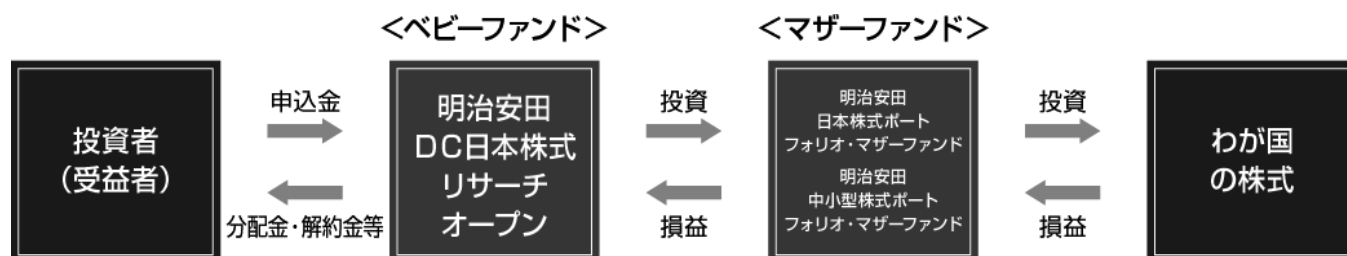 <ベビーファンド>
<マザーファンド>
投資者
(受益者)
申込金
分配金・解約金等
明治安田
DC日本株式
リサーチ
オープン
投資
損益
明治安田
日本株式ポート
フォリオ・マザーファンド
明治安田
中小型株式ポート
フォリオ・マザーファンド
投資
損益
わが国
の株式